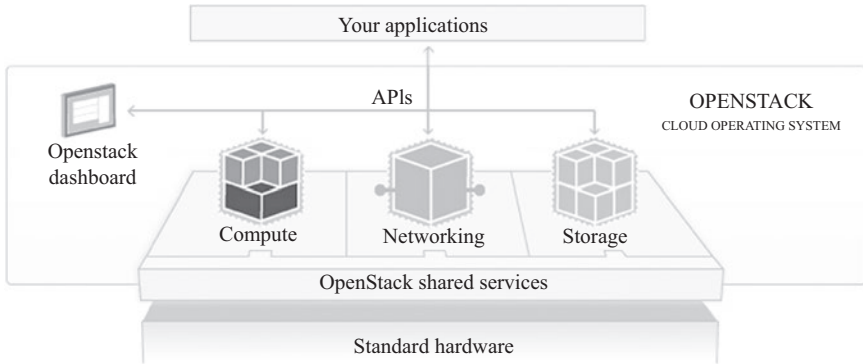 Your applications
APIs
OPENSTACK
CLOUD OPERATING SYSTEM
Openstack
dashboard
Compute
Networking
Storage
OpenStack shared services
Standard hardware